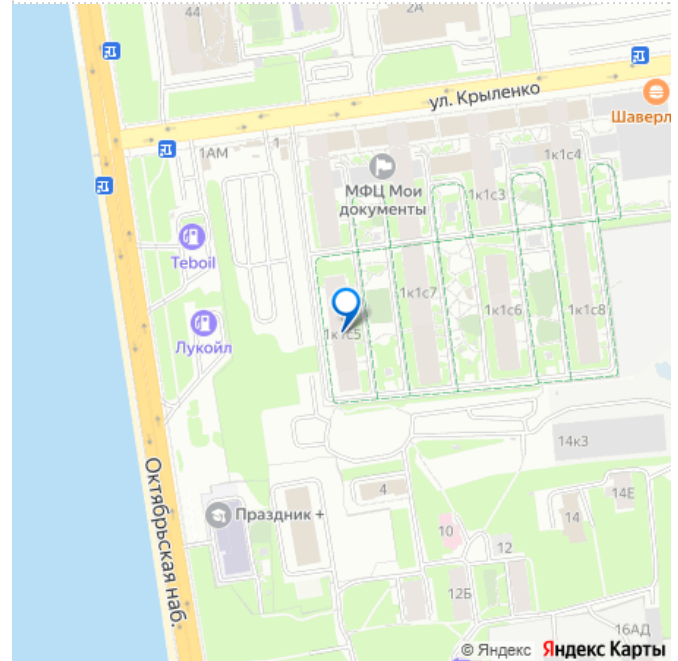 44
2А
ул. Крыленко
Шаверл
1АМ
1
МФЦ Мои
документы
1к1с4
1к1с3
Teboil
1к1с7
1к1с6
1к1с8
Лукойл
1к1с5
14к3
Октябрьская наб.
Праздник +
4
14Е
14
10
12
12Б
16АД
© Яндекс Яндекс Карты